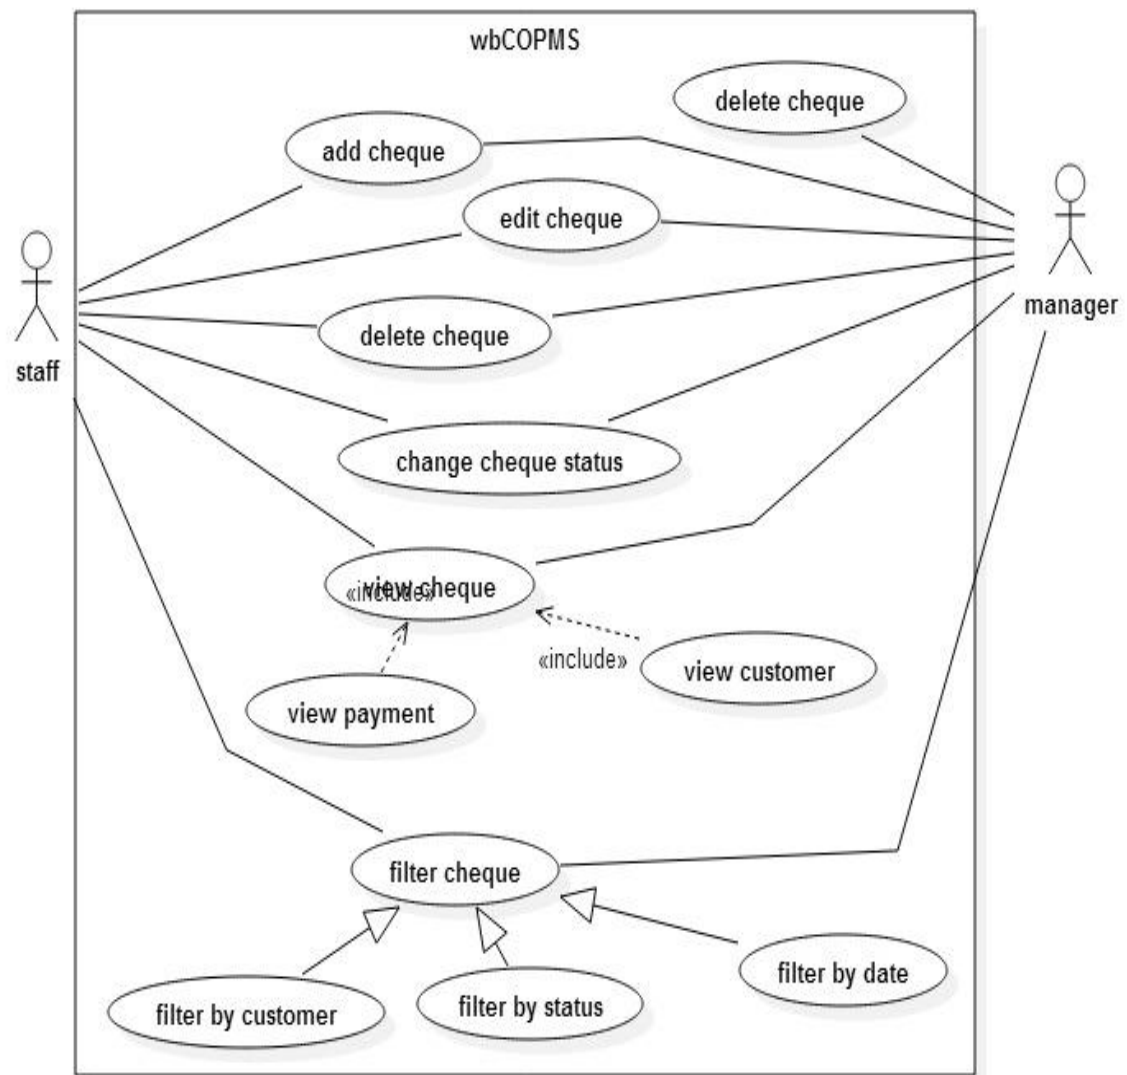 wbCOPMS
delete cheque
add cheque
edit cheque
manager
delete cheque
staff
change cheque status
view cheque
«include»
«include»
view customer
view payment
filter cheque
filter by date
filter by status
filter by customer